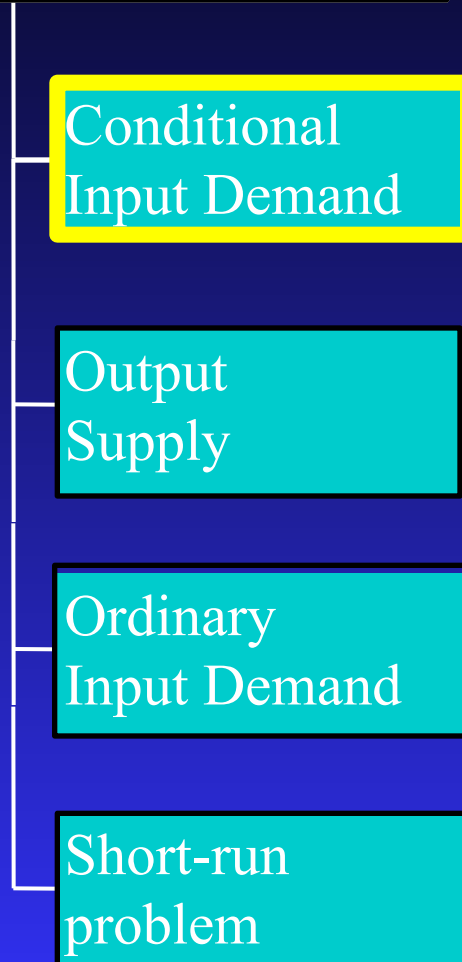 Conditional
Input Demand
Output
Supply
Ordinary
Input Demand
Short-run
problem